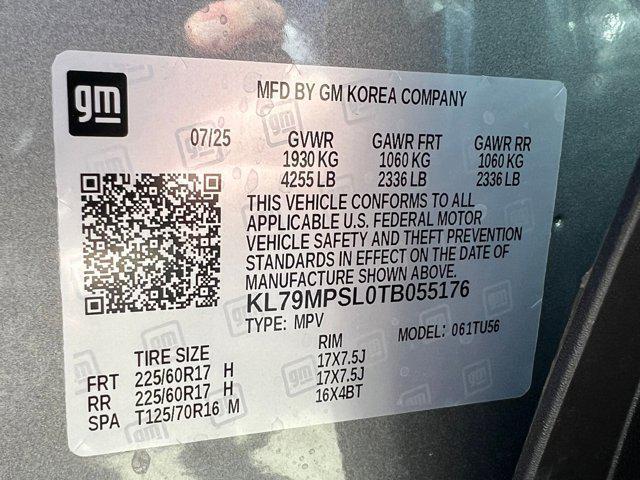 gm
MFD BY GM KOREA COMPANY
07/25 GVWR GAWR FRT GAWR RR
1930 KG 1060 KG 1060 KG
4255 LB 2336 LB 2336 LB
THIS VEHICLE CONFORMS TO ALL
APPLICABLE U.S. FEDERAL MOTOR
VEHICLE SAFETY AND THEFT PREVENTION
STANDARDS IN EFFECT ON THE DATE OF
MANUFACTURE SHOWN ABOVE.
KL79MPSL0TB055176
TYPE: MPV MODEL: 061TU56
TIRE SIZE RIM
FRT 225/60R17 H 17X7.5J
RR 225/60R17 H 17X7.5J
SPA T125/70R16 M 16X4BT